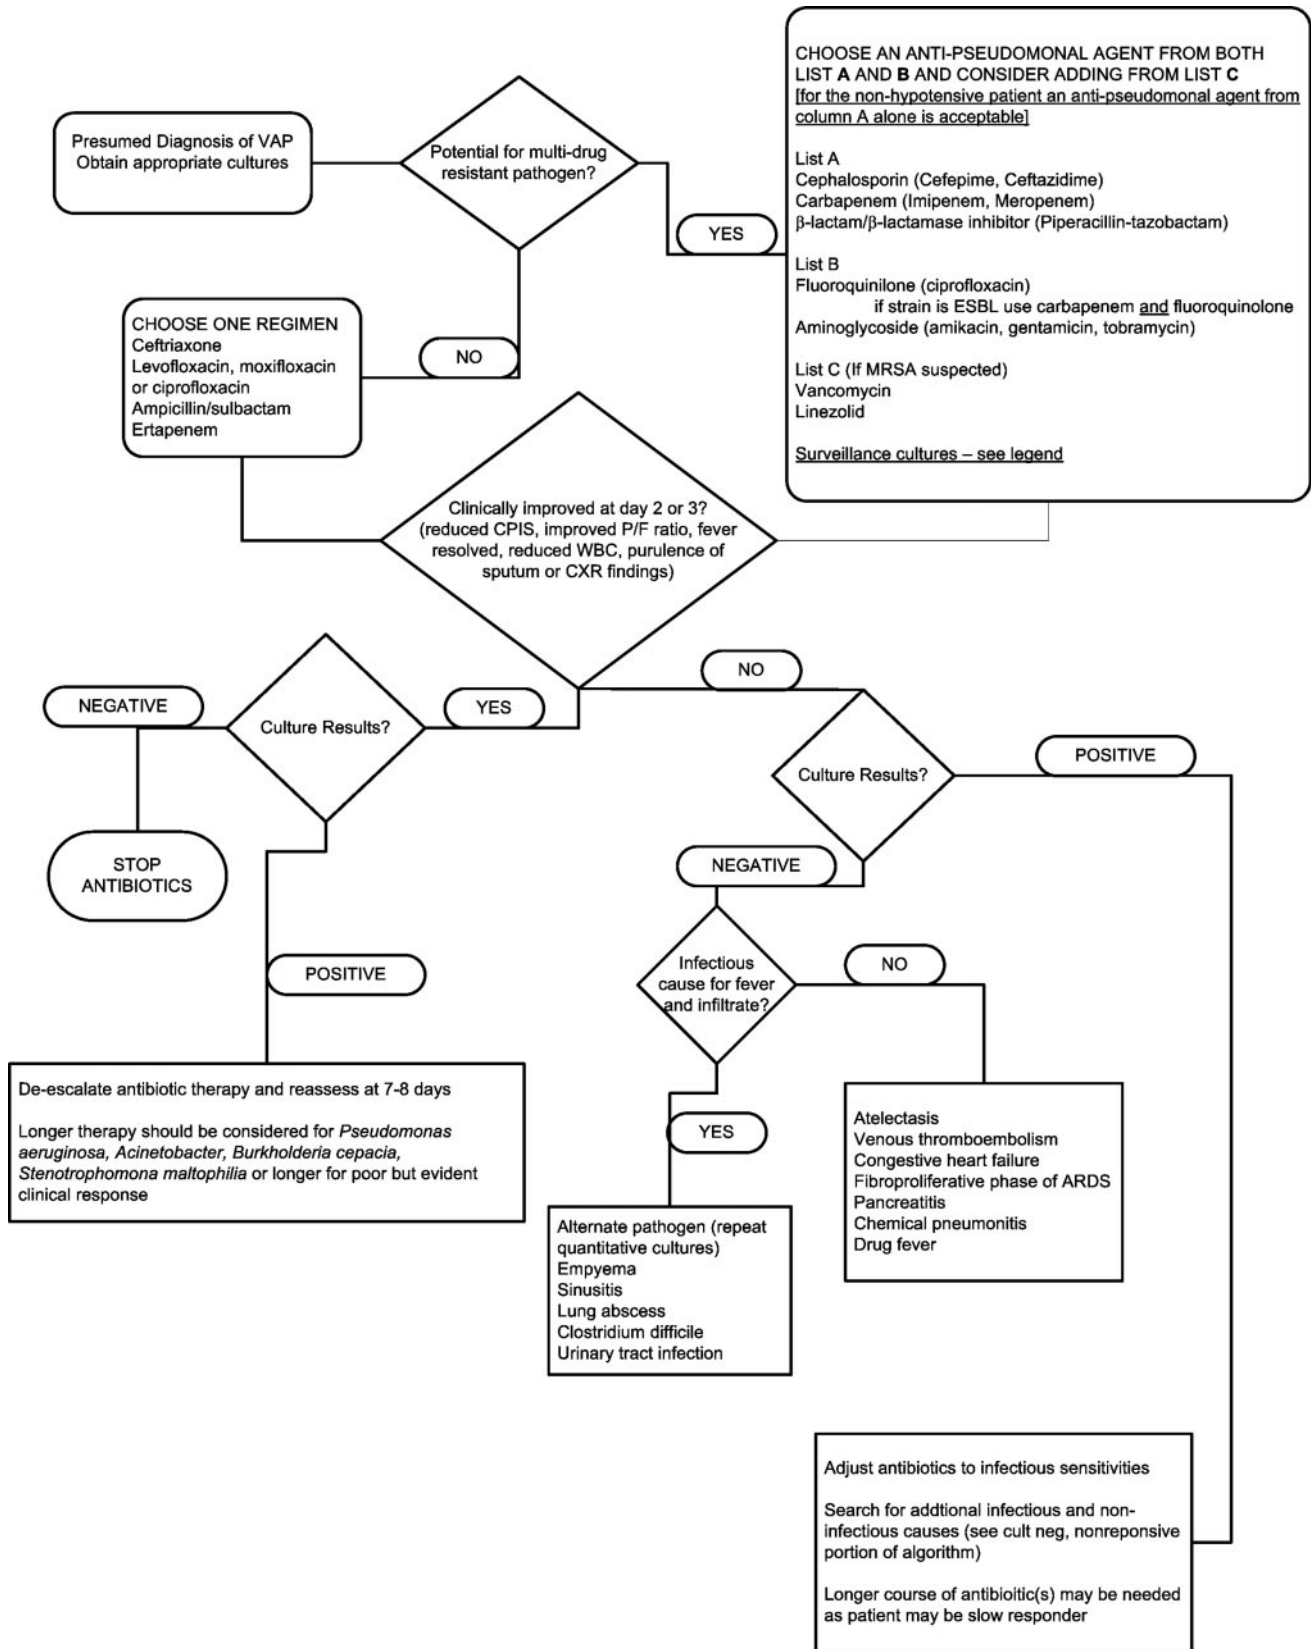 Presumed Diagnosis of VAP
Obtain appropriate cultures
Potential for multi-drug
resistant pathogen?
YES
CHOOSE AN ANTI-PSEUDOMONAL AGENT FROM BOTH
LIST A AND B AND CONSIDER ADDING FROM LIST C
[for the non-hypotensive patient an anti-pseudomonal agent from
column A alone is acceptable]
List A
Cephalosporin (Cefepime, Ceftazidime)
Carbapenem (Imipenem, Meropenem)
β-lactam/β-lactamase inhibitor (Piperacillin-tazobactam)
List B
Fluoroquinilone (ciprofloxacin)
if strain is ESBL use carbapenem and fluoroquinolone
Aminoglycoside (amikacin, gentamicin, tobramycin)
List C (If MRSA suspected)
Vancomycin
Linezolid
Surveillance cultures – see legend
NO
CHOOSE ONE REGIMEN
Ceftriaxone
Levofloxacin, moxifloxacin
or ciprofloxacin
Ampicillin/sulbactam
Ertapenem
Clinically improved at day 2 or 3?
(reduced CPIS, improved P/F ratio, fever
resolved, reduced WBC, purulence of
sputum or CXR findings)
YES
Culture Results?
NEGATIVE
STOP
ANTIBIOTICS
POSITIVE
De-escalate antibiotic therapy and reassess at 7-8 days
Longer therapy should be considered for Pseudomonas
aeruginosa, Acinetobacter, Burkholderia cepacia,
Stenotrophomona maltophilia or longer for poor but evident
clinical response
NO
Culture Results?
NEGATIVE
Infectious
cause for fever
and infiltrate?
YES
Alternate pathogen (repeat
quantitative cultures)
Empyema
Sinusitis
Lung abscess
Clostridium difficile
Urinary tract infection
NO
Atelectasis
Venous thromboembolism
Congestive heart failure
Fibroproliferative phase of ARDS
Pancreatitis
Chemical pneumonitis
Drug fever
POSITIVE
Adjust antibiotics to infectious sensitivities
Search for addtional infectious and non-
infectious causes (see cult neg, nonreponsive
portion of algorithm)
Longer course of antibioitic(s) may be needed
as patient may be slow responder